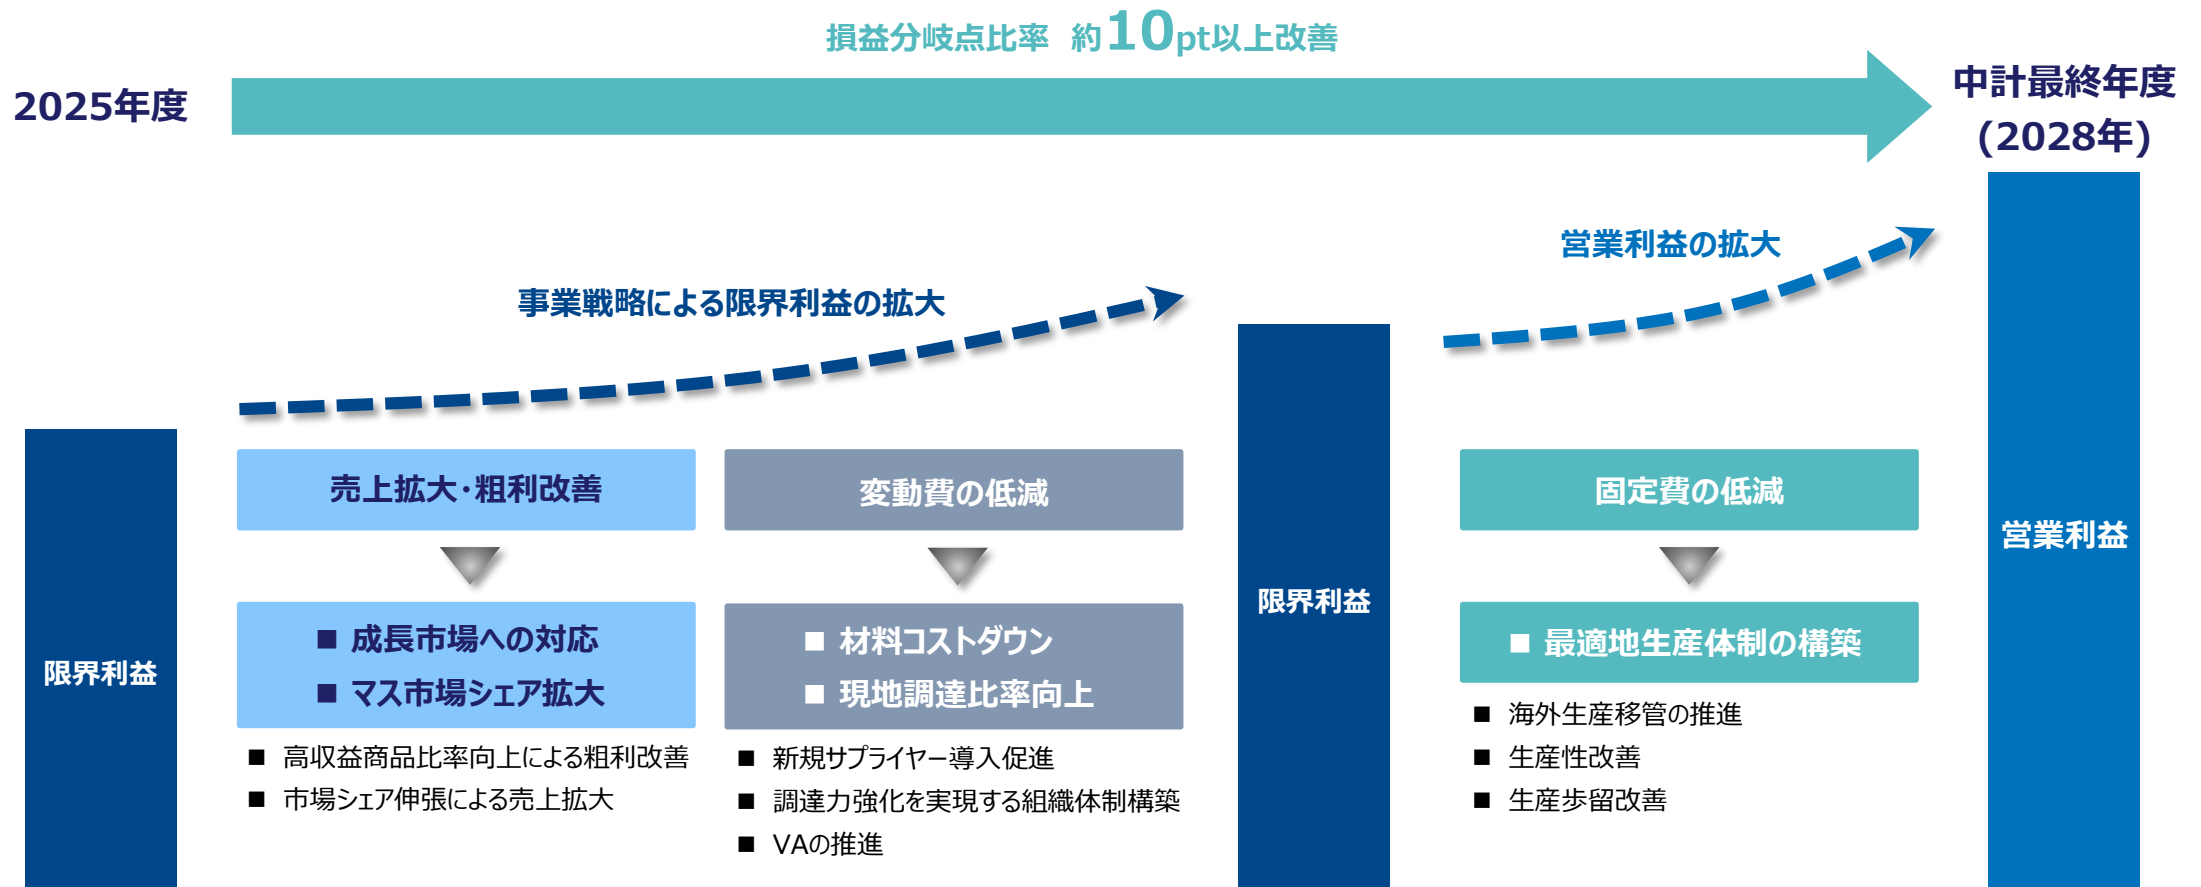 損益分岐点比率 約10pt以上改善
2025年度
中計最終年度
(2028年)
営業利益の拡大
事業戦略による限界利益の拡大
限界利益
売上拡大・粗利改善
■ 成長市場への対応
■ マス市場シェア拡大
■ 高収益商品比率向上による粗利改善
■ 市場シェア伸張による売上拡大
変動費の低減
■ 材料コストダウン
■ 現地調達比率向上
■ 新規サプライヤー導入促進
■ 調達力強化を実現する組織体制構築
■ VAの推進
限界利益
固定費の低減
■ 最適地生産体制の構築
■ 海外生産移管の推進
■ 生産性改善
■ 生産歩留改善
営業利益